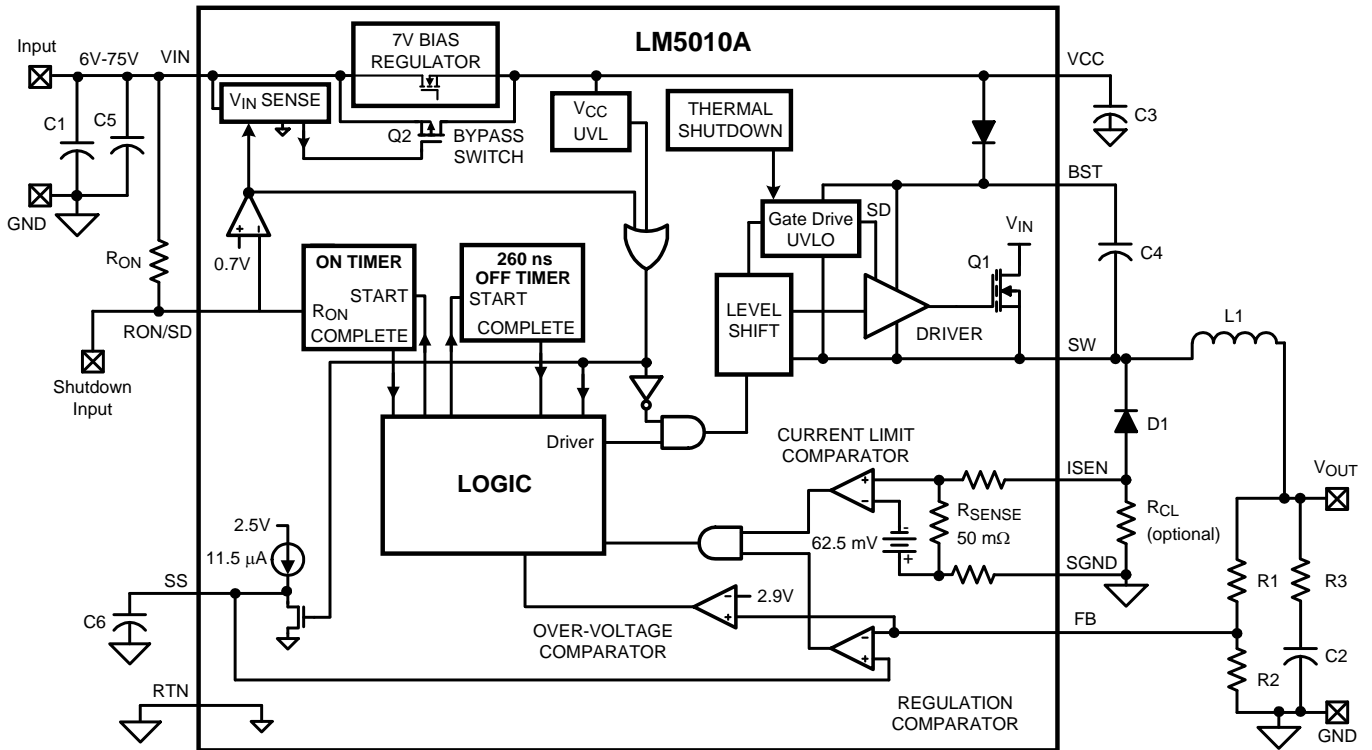 LM5010A
Input
6V-75V
VIN
7V BIAS
REGULATOR
VCC
VIN SENSE
VCC
UVL
THERMAL
SHUTDOWN
C1
C5
Q2
BYPASS
SWITCH
C3
GND
BST
SD
Gate Drive
UVLO
VIN
Q1
C4
+
-
0.7V
RON
ON TIMER
START
RON
COMPLETE
260 ns
OFF TIMER
START
COMPLETE
LEVEL
SHIFT
DRIVER
L1
RON/SD
SW
Shutdown
Input
Driver
LOGIC
CURRENT LIMIT
COMPARATOR
D1
+
-
ISEN
VOUT
RSENSE
50 mΩ
RCL
(optional)
-
62.5 mV
+
SGND
2.5V
11.5 μA
SS
R1
R3
-
2.9V
+
FB
OVER-VOLTAGE
COMPARATOR
-
+
C6
C2
R2
RTN
REGULATION
COMPARATOR
GND